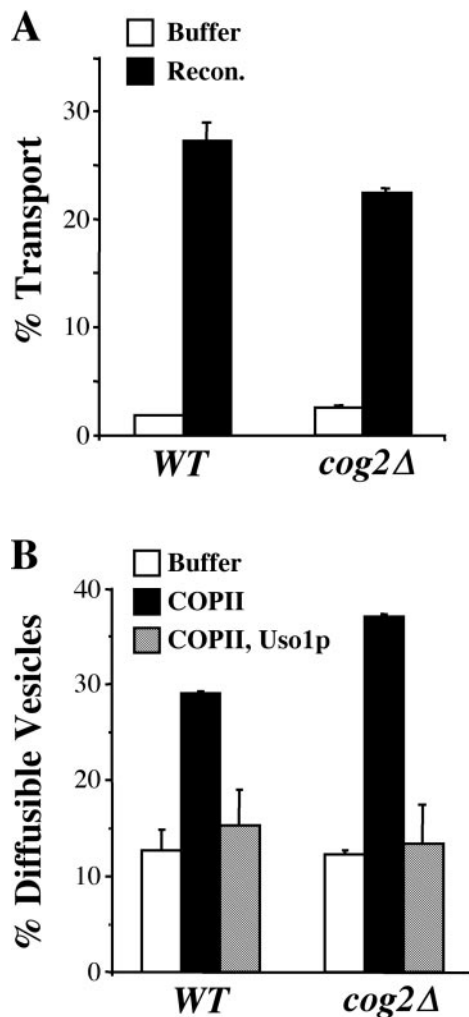 A
Buffer
Recon.
% Transport
30
20
10
0
WT cog2Δ
B
Buffer
COPII
COPII, Uso1p
% Diffusible Vesicles
40
30
20
10
0
WT cog2Δ